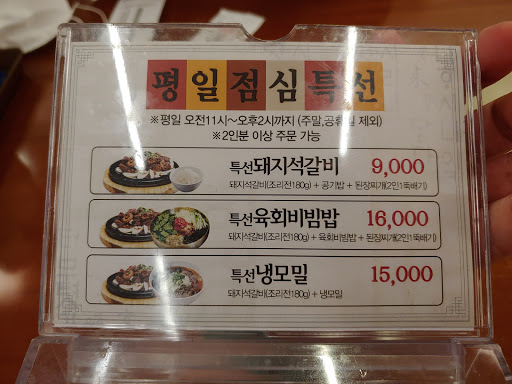 평일점심특선
※평일 오전11시~오후2시까지 (주말,공휴일 제외)
※2인분 이상 주문 가능
특선돼지석갈비 9,000
돼지석갈비(조리전180g) + 공기밥 + 된장찌개(2인1뚝배기)
특선육회비빔밥 16,000
돼지석갈비(조리전180g) + 육회비빔밥 + 된장찌개(2인1뚝배기)
특선냉모밀 15,000
돼지석갈비(조리전180g) + 냉모밀